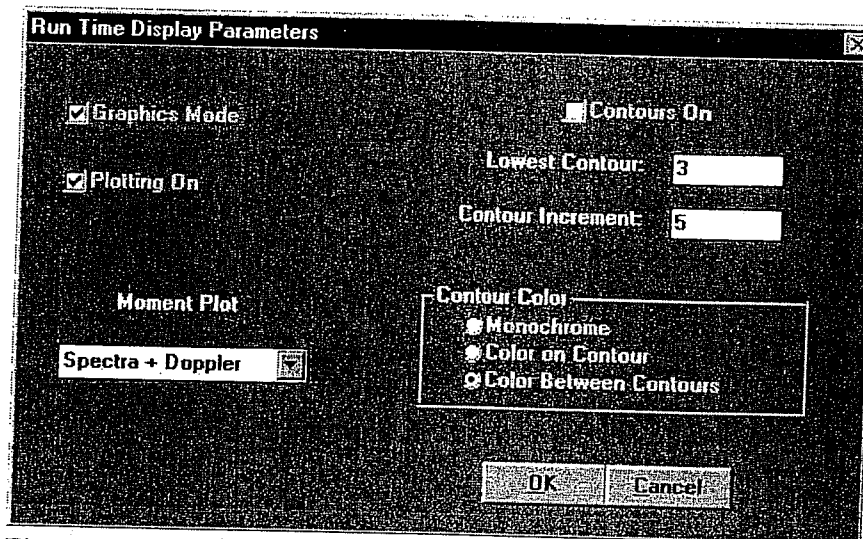 Run Time Display Parameters
Graphics Mode
Plotting On
Moment Plot
Spectra + Doppler
Contours On
Lowest Contour: 3
Contour Increment: 5
Contour Color
Monochrome
Color on Contour
Color Between Contours
OK
Cancel